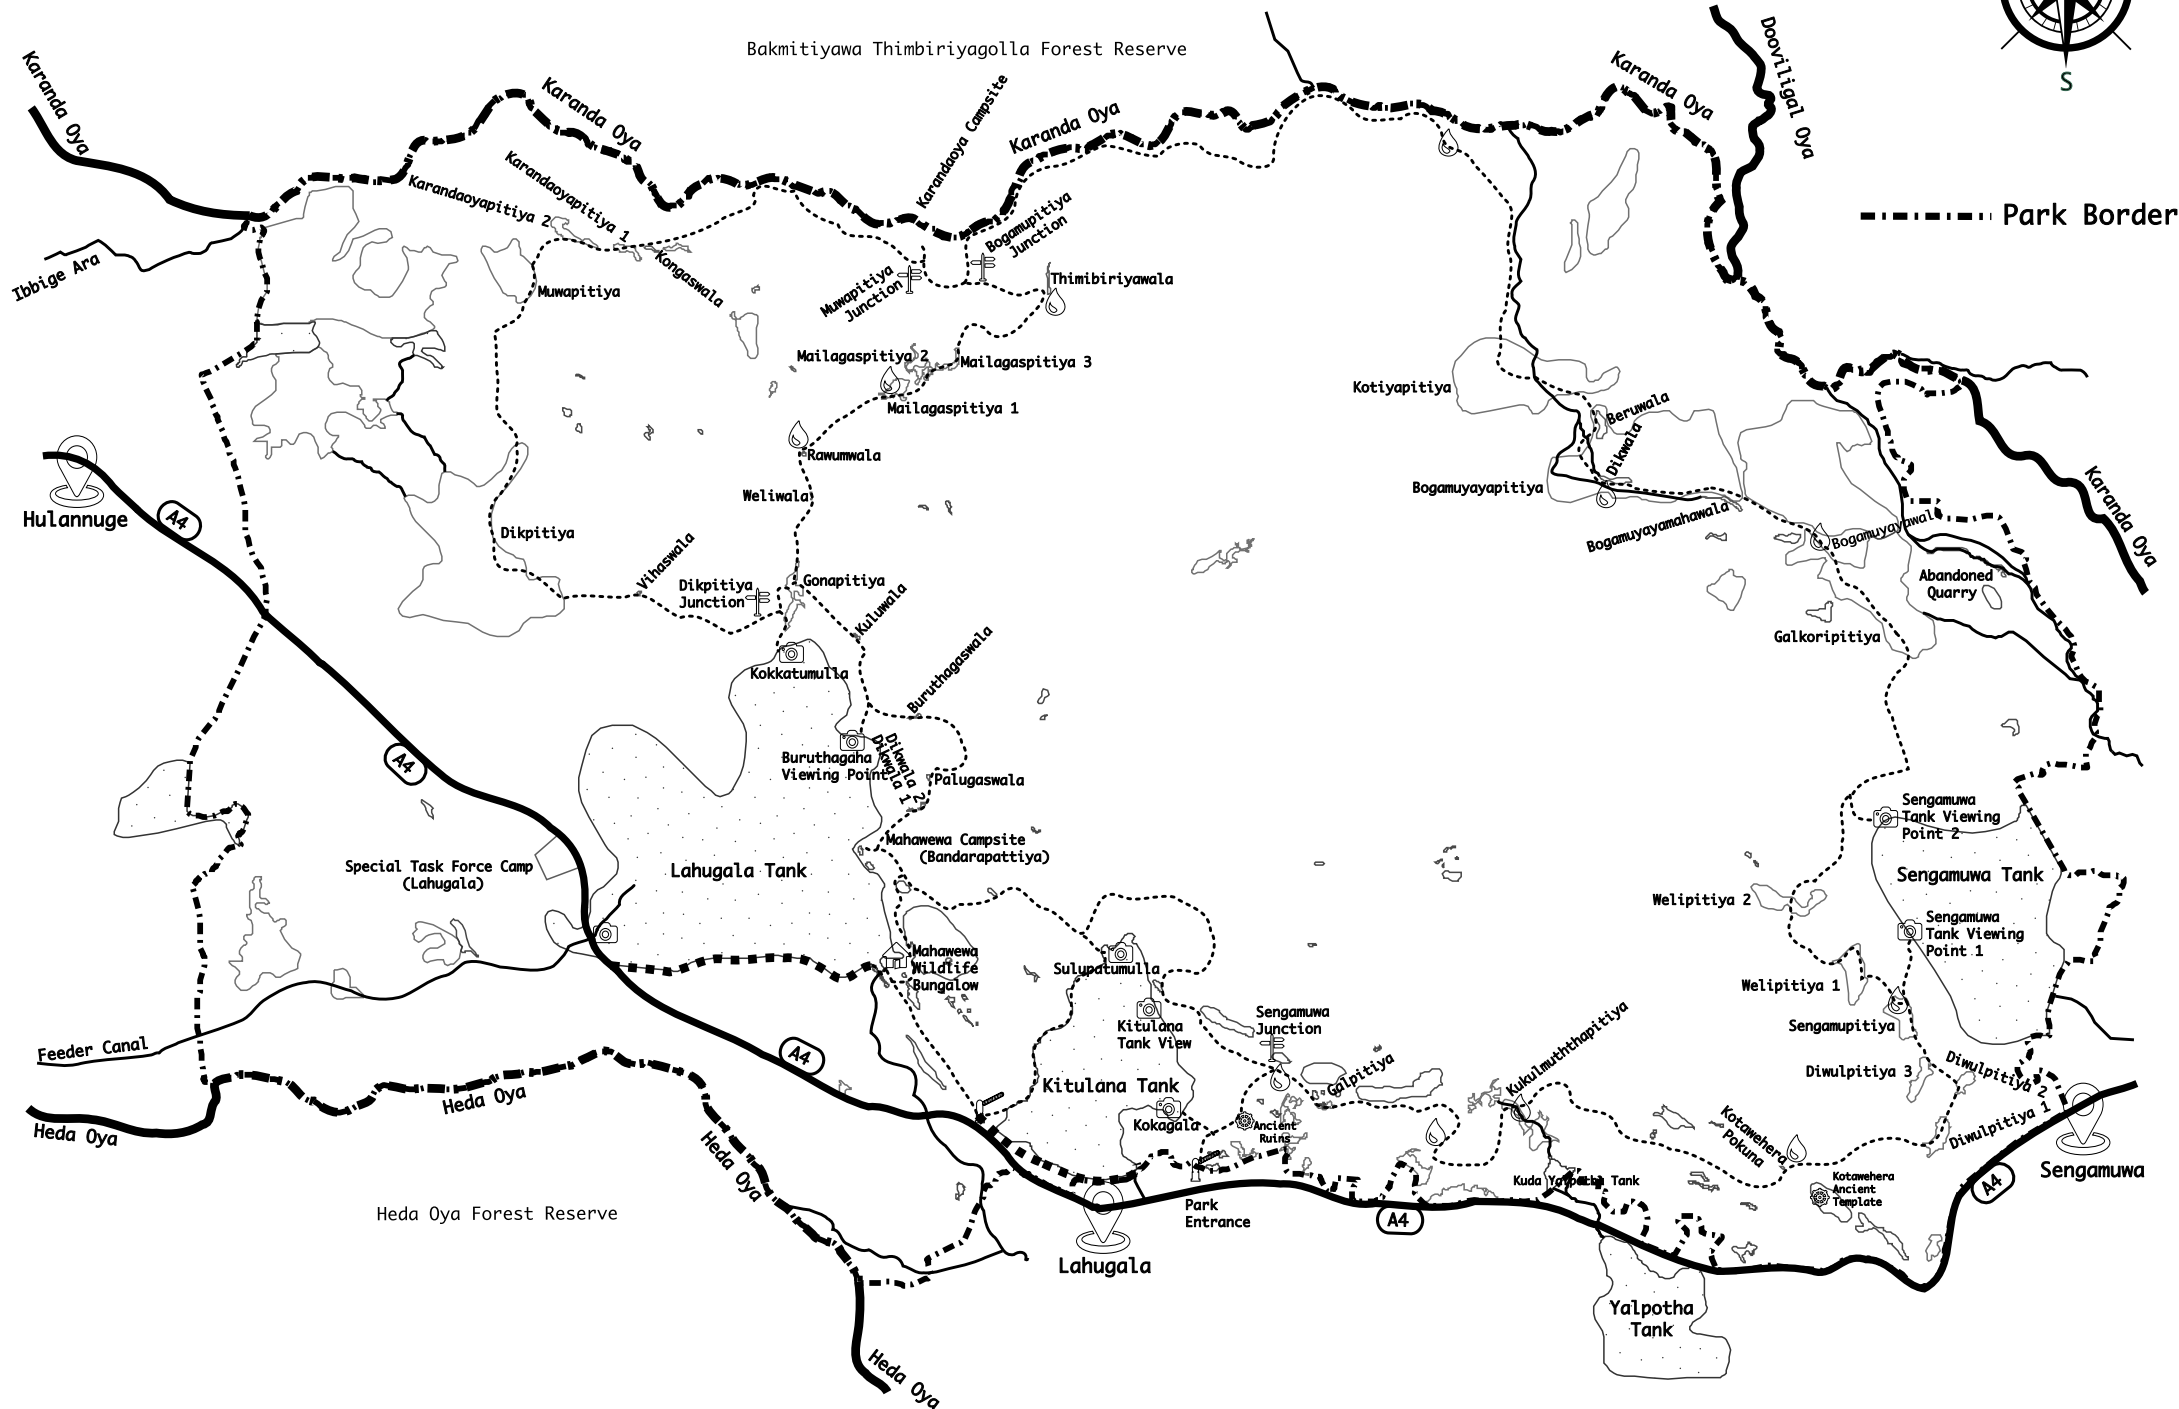 Bakmitiyawa Thimbiriyagolla Forest Reserve
S
Park Border
Karanda Oya
Karanda Oya
Karanda Oya
Karanda Oya
Dooviligal Oya
Karanda Oya
Ibbige Ara
Karandaoyapitiya 2
Karandaoyapitiya 1
Karandaoya Campsite
Kongaswala
Muwapitiya
Muwapitiya
Junction
Bogamupitiya
Junction
Thimibiriyawala
Mailagaspitiya 2
Mailagaspitiya 3
Mailagaspitiya 1
Rawumwala
Weliwala
Kotiyapitiya
Beruwala
Dikwala
Bogamuyayapitiya
Bogamuyayamahawala
Bogamuyayawal
Abandoned
Quarry
Galkoripitiya
Hulannuge
A4
Dikpitiya
Vihaswala
Dikpitiya
Junction
Gonapitiya
Kuluwala
Kokkatumulla
Buruthagaswala
Buruthagaha
Viewing Point
Dikwala 2
Dikwala 1
Palugaswala
A4
Mahawewa Campsite
(Bandarapattiya)
Special Task Force Camp
(Lahugala)
Lahugala Tank
Mahawewa
Wildlife
Bungalow
Sulupatumulla
Kitulana
Tank View
Kitulana Tank
Kokagala
Sengamuwa
Junction
Galpitiya
Ancient
Ruins
Kukulmuththapitiya
Sengamuwa
Tank Viewing
Point 2
Sengamuwa Tank
Sengamuwa
Tank Viewing
Point 1
Welipitiya 2
Welipitiya 1
Sengamupitiya
Diwulpitiya 3
Diwulpitiya 2
Diwulpitiya 1
Kotawehera
Pokuna
Kotawehera
Ancient
Template
Kuda Yalpotha Tank
Sengamuwa
A4
A4
A4
Park
Entrance
Lahugala
Yalpotha
Tank
Feeder Canal
Heda Oya
Heda Oya
Heda Oya
Heda Oya
Heda Oya Forest Reserve